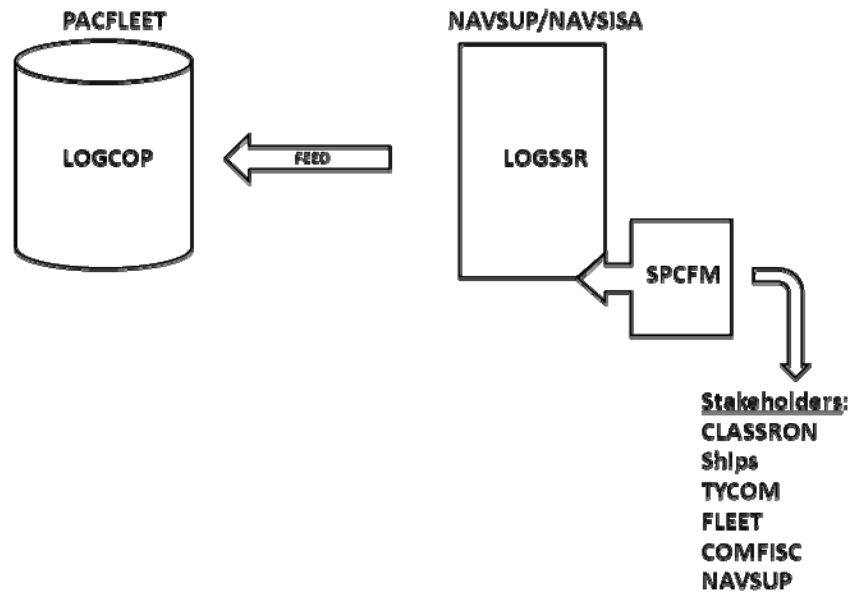 PACFLEET
NAVSUP/NAVSISA
LOGCOP
FEED
LOGSSR
SPCFM
Stakeholders:
CLASSRON
Ships
TYCOM
FLEET
COMFISC
NAVSUP